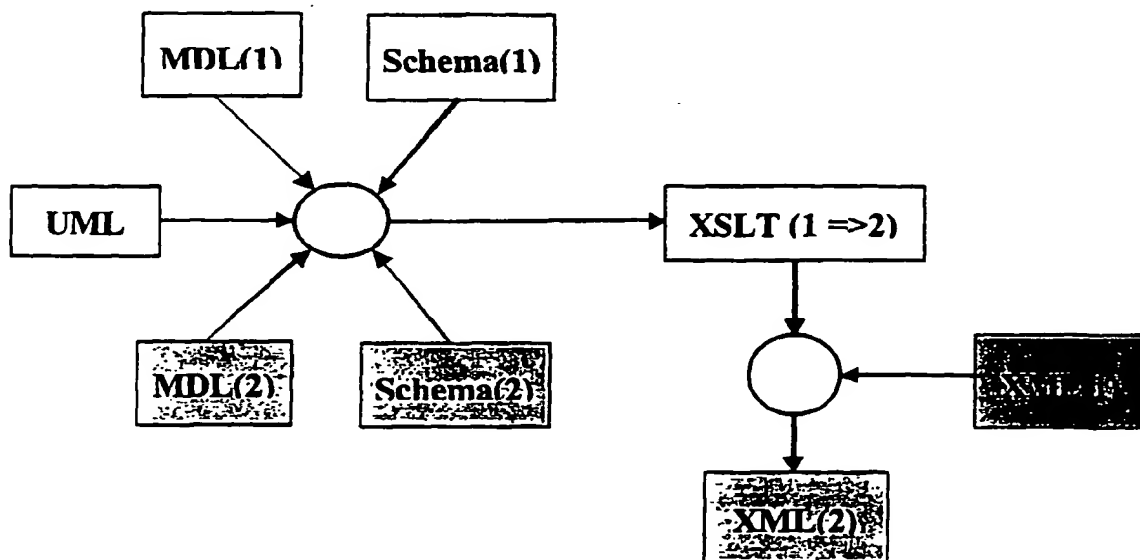 MDL(1)
Schema(1)
UML
XSLT (1 =>2)
MDL(2)
Schema(2)
XML(2)